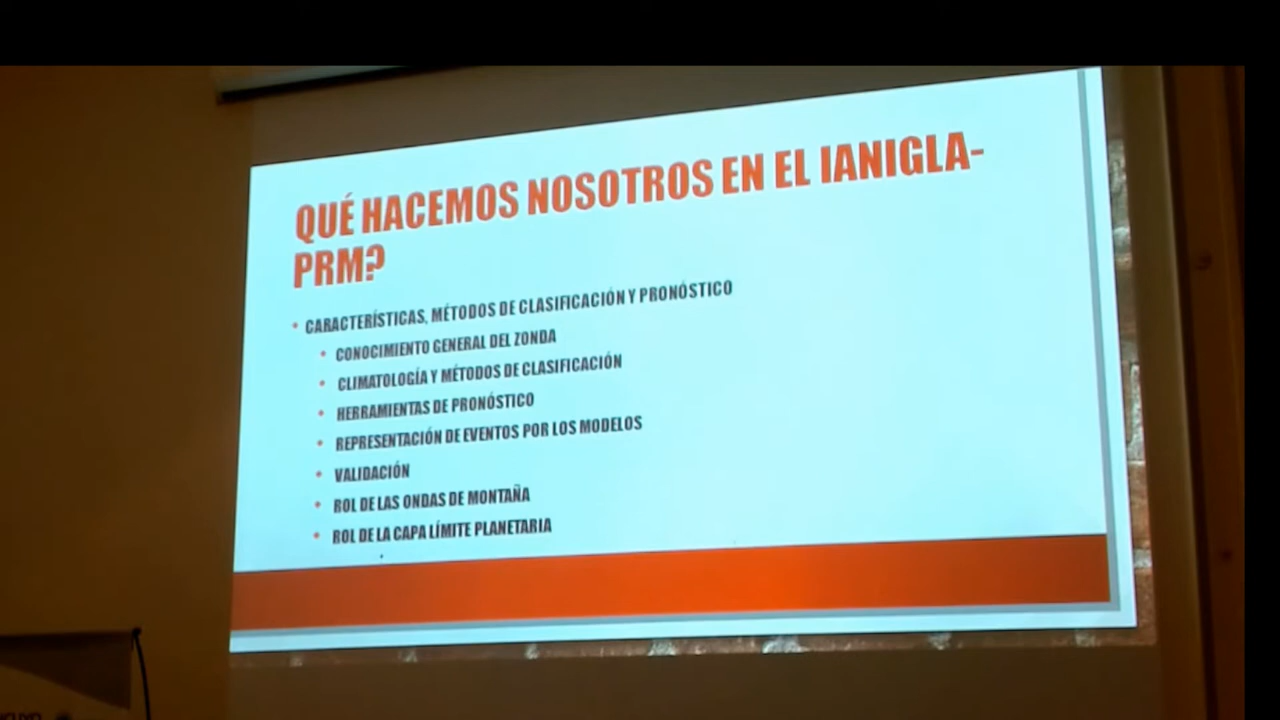 QUÉ HACEMOS NOSOTROS EN EL IANIGLA-
PRM?
• CARACTERÍSTICAS, MÉTODOS DE CLASIFICACIÓN Y PRONÓSTICO
• CONOCIMIENTO GENERAL DEL ZONDA
• CLIMATOLOGÍA Y MÉTODOS DE CLASIFICACIÓN
• HERRAMIENTAS DE PRONÓSTICO
• REPRESENTACIÓN DE EVENTOS POR LOS MODELOS
• VALIDACIÓN
• ROL DE LAS ONDAS DE MONTAÑA
• ROL DE LA CAPA LÍMITE PLANETARIA